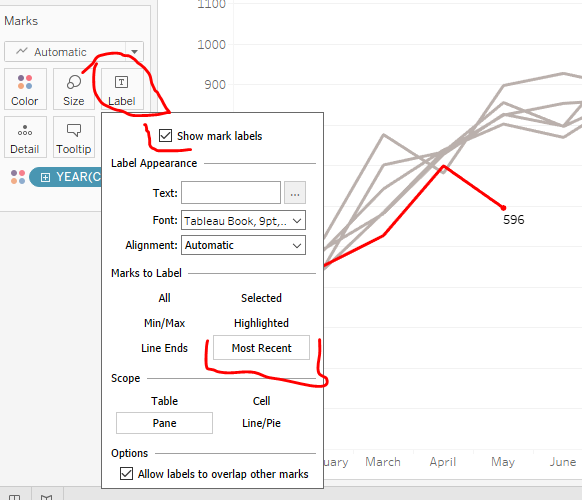 Marks
Automatic
Color Size Label
Detail Tooltip
YEAR(C
Show mark labels
Label Appearance
Text: ...
Font: Tableau Book, 9pt,...
Alignment: Automatic
Marks to Label
All Selected
Min/Max Highlighted
Line Ends Most Recent
Scope
Table Cell
Pane Line/Pie
Options
Allow labels to overlap other marks
1100
1000
900
596
uary March April May June